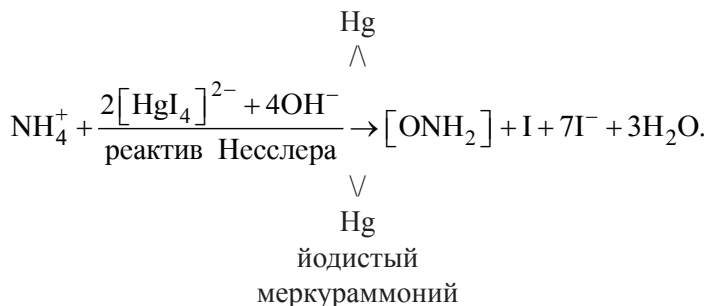 Hg
/\
NH₄⁺ + 2[HgI₄]²⁻ + 4OH⁻ → [ONH₂] + I + 7I⁻ + 3H₂O.
реактив Несслера
\/
Hg
йодистый
меркураммоний